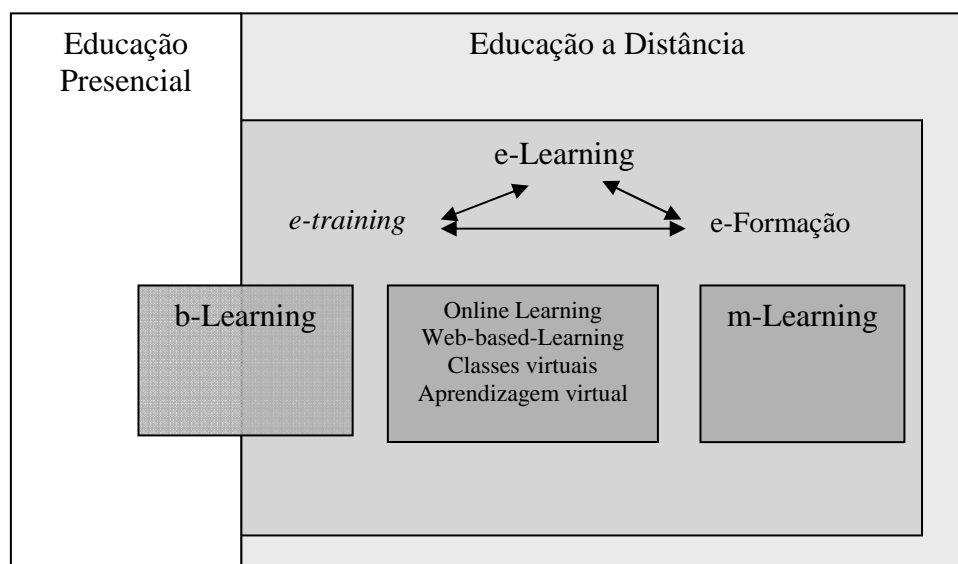 Educação
Presencial
Educação a Distância
e-Learning
e-training
e-Formação
b-Learning
Online Learning
Web-based-Learning
Classes virtuais
Aprendizagem virtual
m-Learning